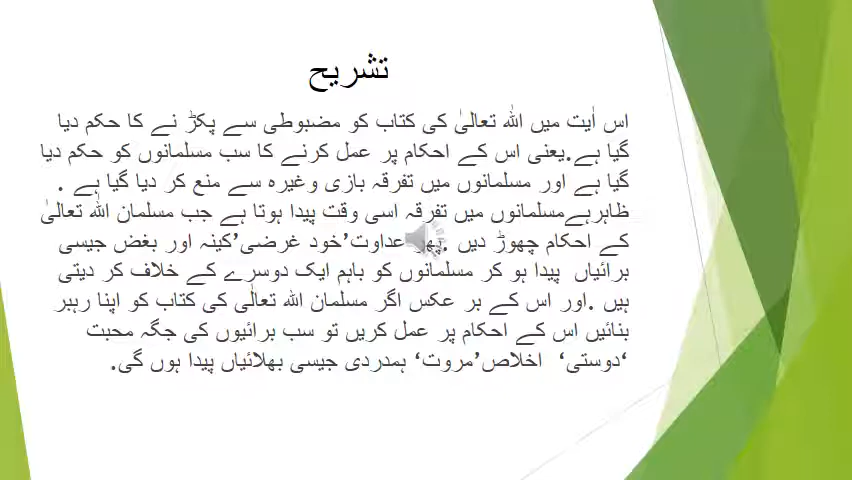 تشریح
اس أیت میں اللہ تعالیٰ کی کتاب کو مضبوطی سے پکڑ نے کا حکم دیا
گیا ہے.یعنی اس کے احکام پر عمل کرنے کا سب مسلمانوں کو حکم دیا
گیا ہے اور مسلمانوں میں تفرقہ بازی وغیرہ سے منع کر دیا گیا ہے .
ظاہرہےمسلمانوں میں تفرقہ اسی وقت پیدا ہوتا ہے جب مسلمان اللہ تعالیٰ
کے احکام چھوڑ دیں .پھر عداوت’خود غرضی’کینہ اور بغض جیسی
برائیاں پیدا ہو کر مسلمانوں کو باہم ایک دوسرے کے خلاف کر دیتی
ہیں .اور اس کے بر عکس اگر مسلمان اللہ تعالٰی کی کتاب کو اپنا رہبر
بنائیں اس کے احکام پر عمل کریں تو سب برائیوں کی جگہ محبت
‘دوستی‘ اخلاص’مروت‘ ہمدردی جیسی بھلائیاں پیدا ہوں گی.